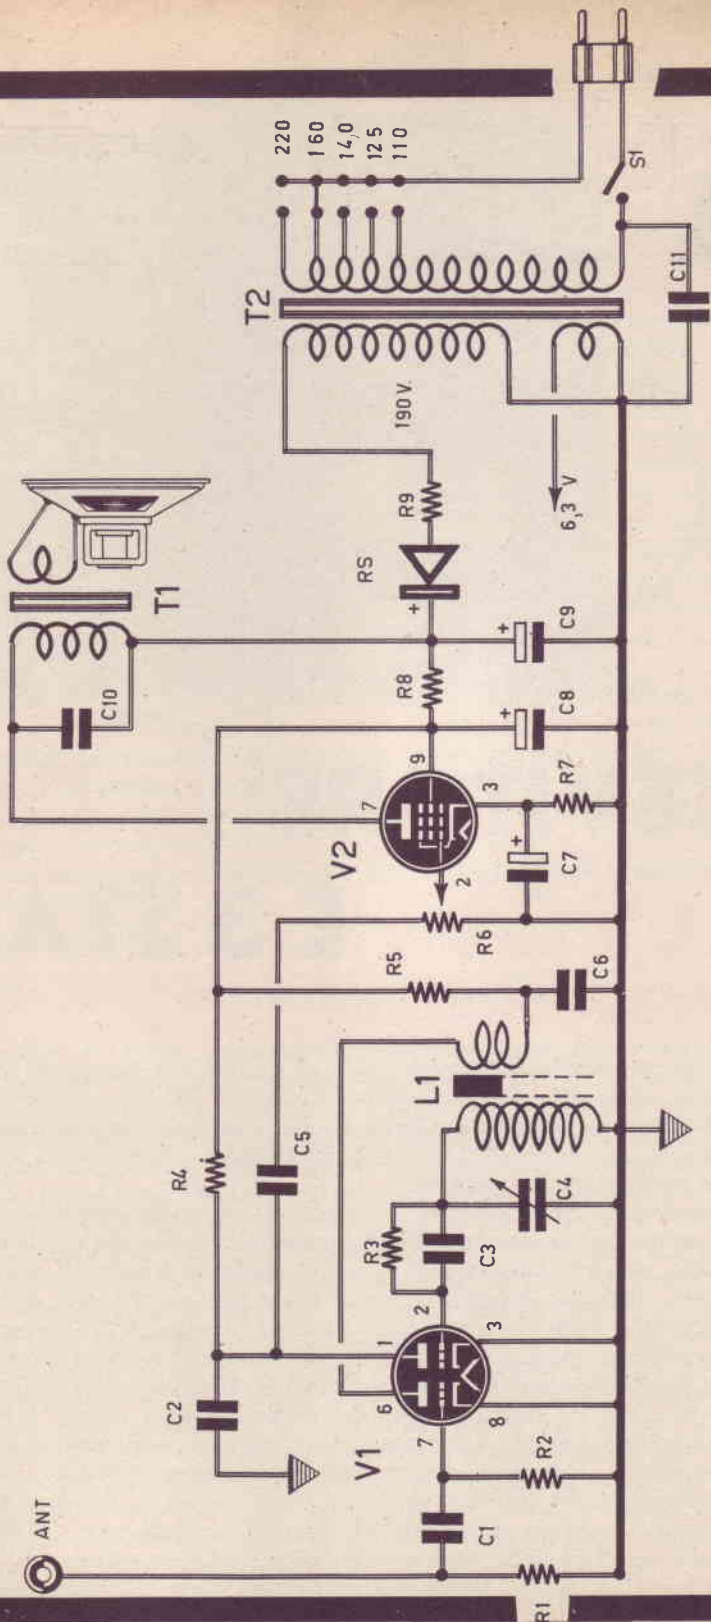 ANT
C10
T1
C2
R4
T2
220
C5
160
14,0
V2
7
125
V1
R3
RS
6
1
R5
110
190 V.
R8
R9
+
7
2
L1
9
2
C1
C3
R6
3
8
3
+
+
+
R2
C4
C7
R7
C8
C9
6,3 V
R1
C6
S1
C11